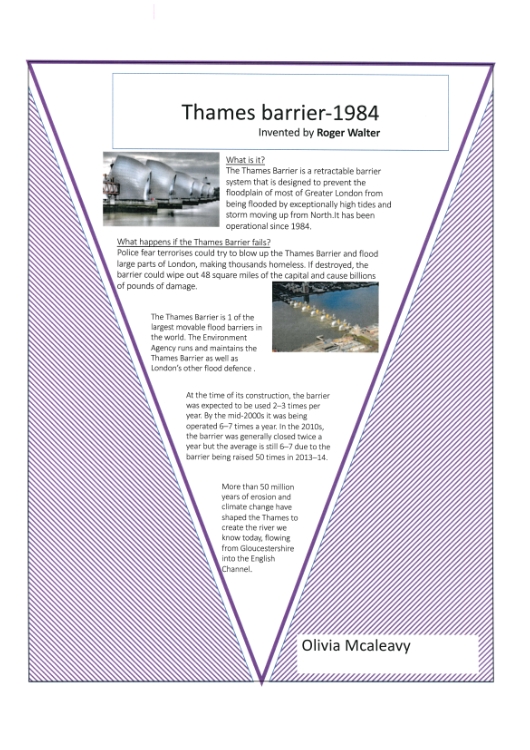 Thames barrier-1984
Invented by Roger Walter
What is it?
The Thames Barrier is a retractable barrier
system that is designed to prevent the
floodplain of most of Greater London from
being flooded by exceptionally high tides and
storm moving up from North.It has been
operational since 1984.
What happens if the Thames Barrier fails?
Police fear terrorises could try to blow up the Thames Barrier and flood
large parts of London, making thousands homeless. If destroyed, the
barrier could wipe out 48 square miles of the capital and cause billions
of pounds of damage.
The Thames Barrier is 1 of the
largest movable flood barriers in
the world. The Environment
Agency runs and maintains the
Thames Barrier as well as
London's other flood defence .
At the time of its construction, the barrier
was expected to be used 2–3 times per
year. By the mid-2000s it was being
operated 6–7 times a year. In the 2010s,
the barrier was generally closed twice a
year but the average is still 6–7 due to the
barrier being raised 50 times in 2013–14.
More than 50 million
years of erosion and
climate change have
shaped the Thames to
create the river we
know today, flowing
from Gloucestershire
into the English
Channel.
Olivia Mcaleavy